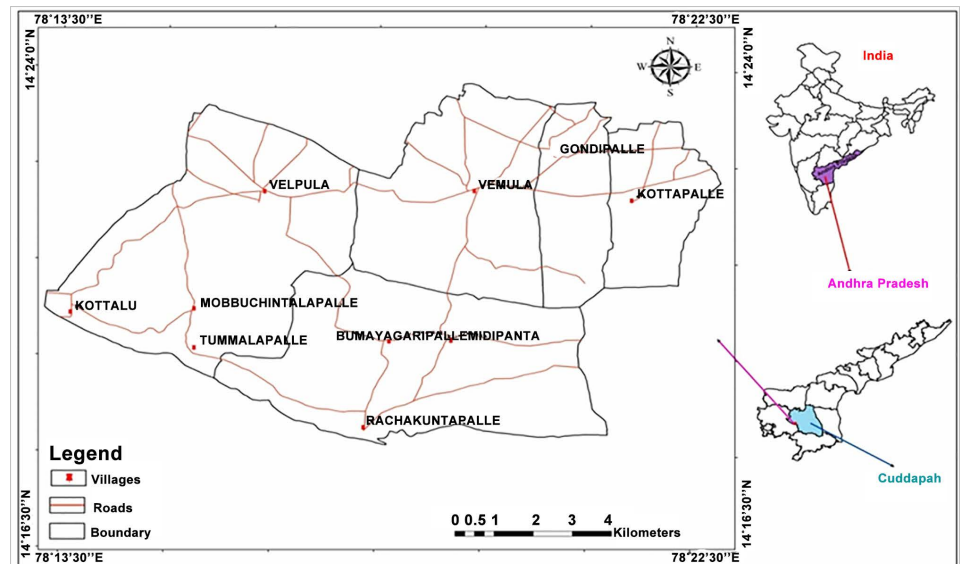 78°13'30''E
78°22'30''E
14°24'0''N
14°24'0''N
N
W
E
S
India
GONDIPALLE
VELPULA
VEMULA
KOTTAPALLE
Andhra Pradesh
KOTTALU
MOBBUCHINTALAPALLE
TUMMALAPALLE
BUMAYAGARIPALLEMIDIPANTA
RACHAKUNTAPALLE
Legend
Villages
Roads
Boundary
0 0.5 1 2 3 4
Kilometers
Cuddapah
14°16'30''N
14°16'30''N
78°13'30''E
78°22'30''E